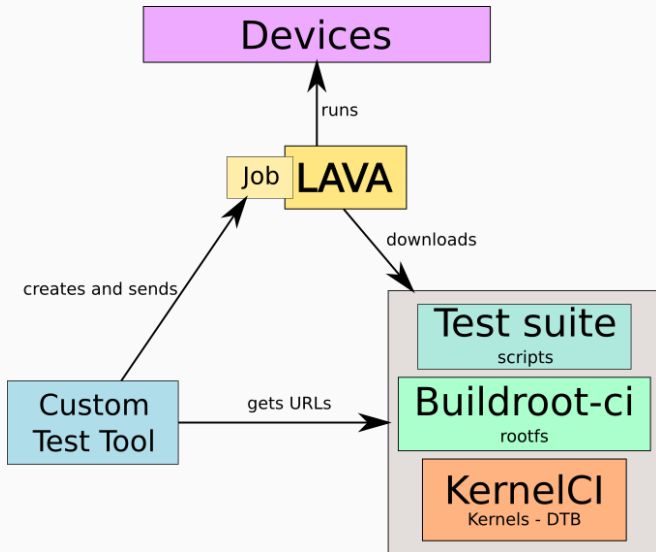 Devices
runs
Job
LAVA
downloads
creates and sends
Test suite
scripts
Custom
Test Tool
gets URLs
Buildroot-ci
rootfs
KernelCI
Kernels - DTB